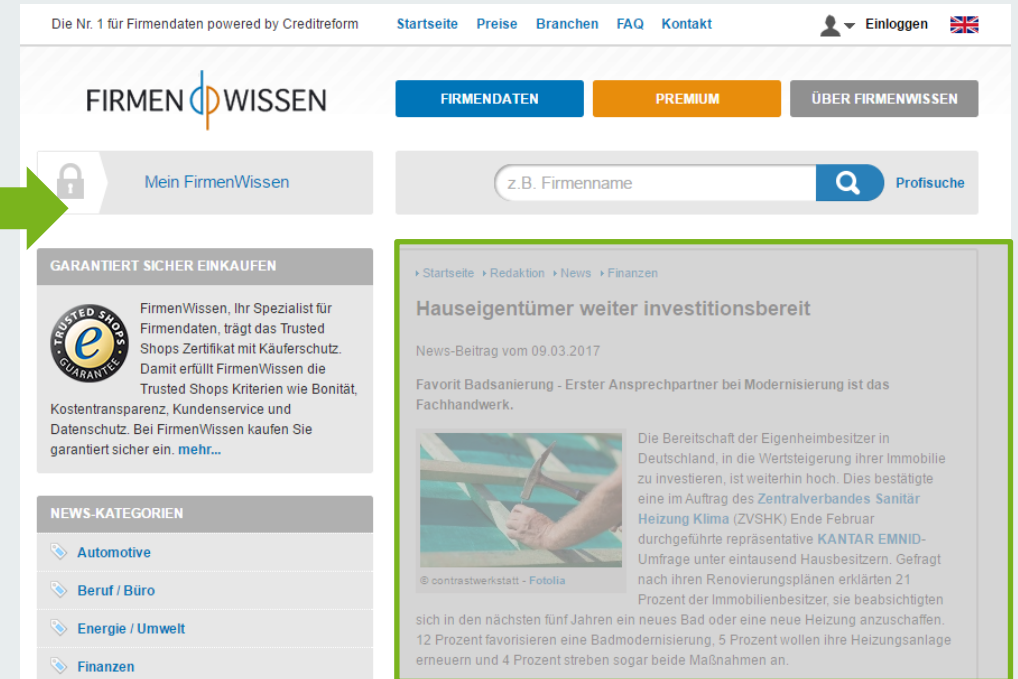 Die Nr. 1 für Firmendaten powered by Creditreform
Startseite Preise Branchen FAQ Kontakt
Einloggen
FIRMEN WISSEN
FIRMENDATEN
PREMIUM
ÜBER FIRMENWISSEN
Mein FirmenWissen
z.B. Firmenname
Profisuche
GARANTIERT SICHER EINKAUFEN
TRUSTED SHOPS
e
GUARANTEE
FirmenWissen, Ihr Spezialist für
Firmendaten, trägt das Trusted
Shops Zertifikat mit Käuferschutz.
Damit erfüllt FirmenWissen die
Trusted Shops Kriterien wie Bonität,
Kostentransparenz, Kundenservice und
Datenschutz. Bei FirmenWissen kaufen Sie
garantiert sicher ein. mehr...
NEWS-KATEGORIEN
Automotive
Beruf / Büro
Energie / Umwelt
Finanzen
Startseite Redaktion News Finanzen
Hauseigentümer weiter investitionsbereit
News-Beitrag vom 09.03.2017
Favorit Badsanierung - Erster Ansprechpartner bei Modernisierung ist das
Fachhandwerk.
© contrastwerkstatt - Fotolia
Die Bereitschaft der Eigenheimbesitzer in
Deutschland, in die Wertsteigerung ihrer Immobilie
zu investieren, ist weiterhin hoch. Dies bestätigte
eine im Auftrag des Zentralverbandes Sanitär
Heizung Klima (ZVSHK) Ende Februar
durchgeführte repräsentative KANTAR EMNID-
Umfrage unter eintausend Hausbesitzern. Gefragt
nach ihren Renovierungsplänen erklärten 21
Prozent der Immobilienbesitzer, sie beabsichtigten
sich in den nächsten fünf Jahren ein neues Bad oder eine neue Heizung anzuschaffen.
12 Prozent favorisieren eine Badmodernisierung, 5 Prozent wollen ihre Heizungsanlage
erneuern und 4 Prozent streben sogar beide Maßnahmen an.